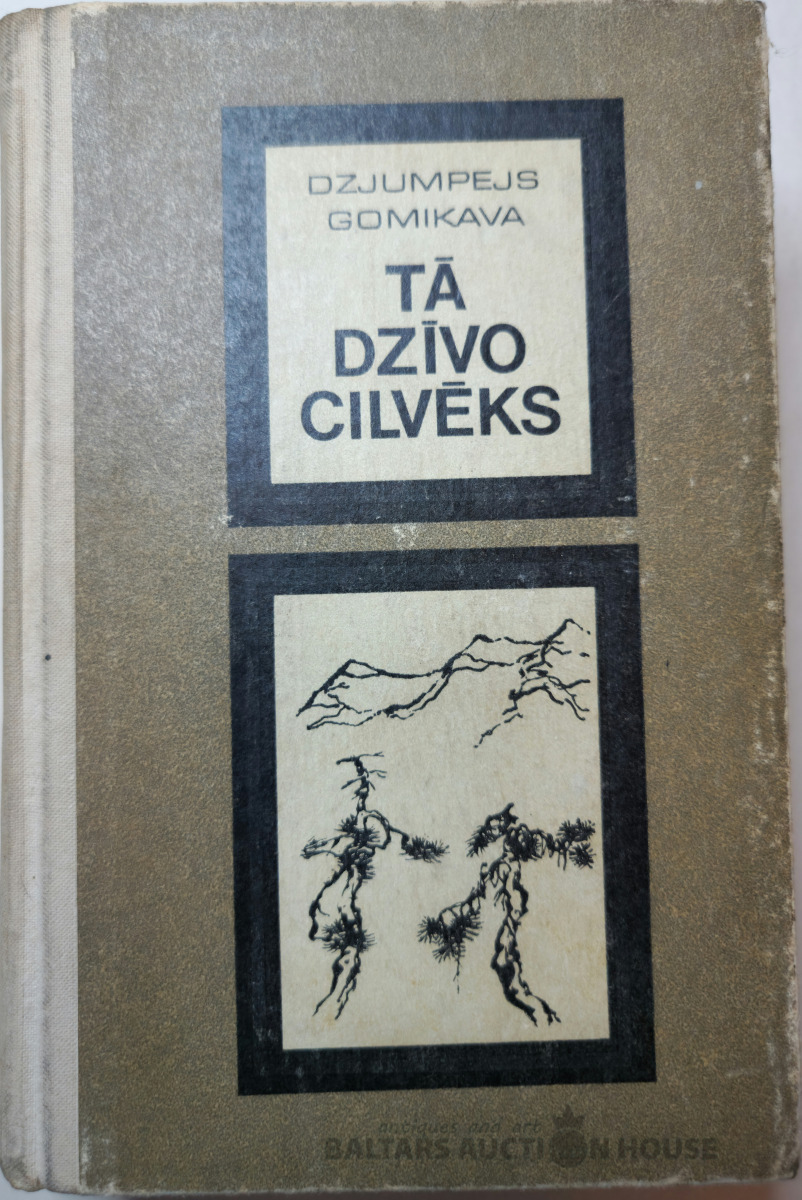 DZJUMPEJS
GOMIKAVA
TĀ
DZĪVO
CILVĒKS
antiques and art
BALTARS AUCTION HOUSE